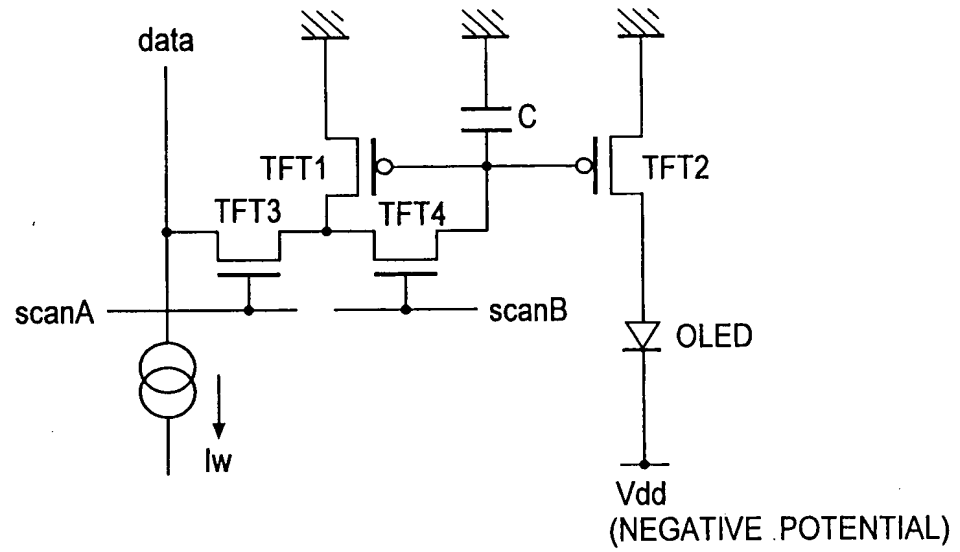 data
C
TFT1
TFT2
TFT3
TFT4
scanA
scanB
OLED
Iw
Vdd
(NEGATIVE POTENTIAL)